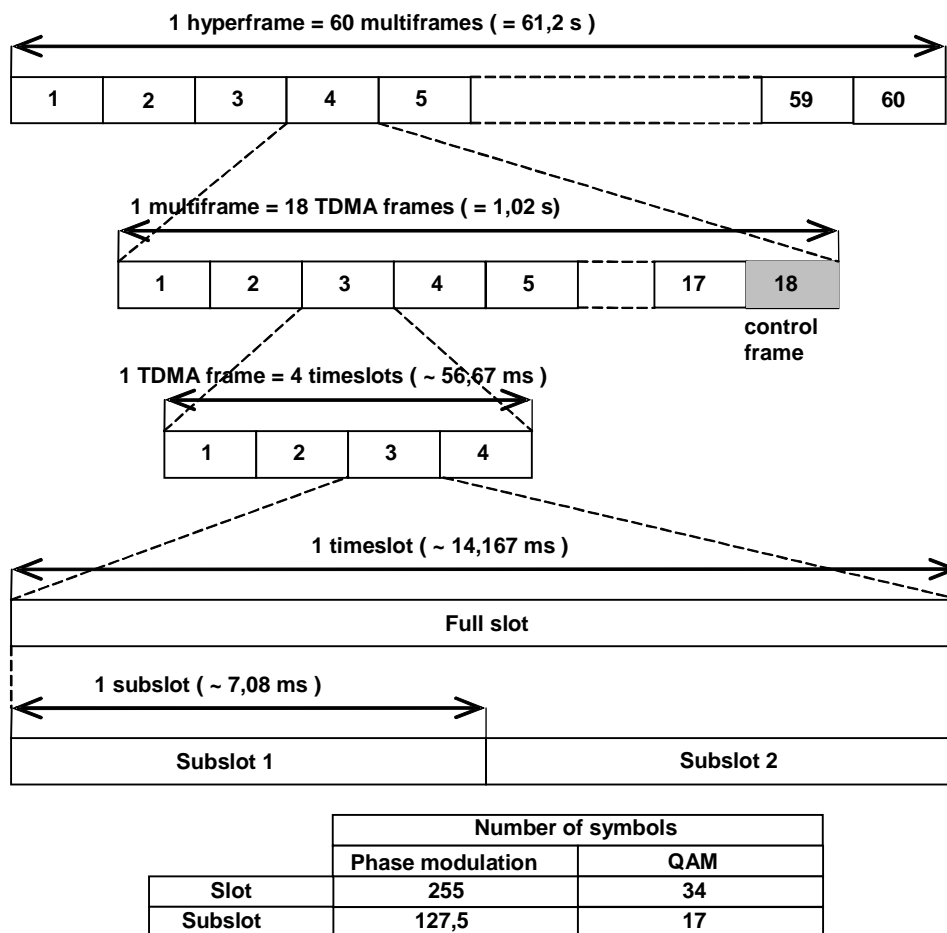 1 hyperframe = 60 multiframes ( = 61,2 s )
1 2 3 4 5 59 60
1 multiframe = 18 TDMA frames ( = 1,02 s)
1 2 3 4 5 17 18
control
frame
1 TDMA frame = 4 timeslots ( ~ 56,67 ms )
1 2 3 4
1 timeslot ( ~ 14,167 ms )
Full slot
1 subslot ( ~ 7,08 ms )
Subslot 1 Subslot 2
Number of symbols
Phase modulation QAM
Slot 255 34
Subslot 127,5 17